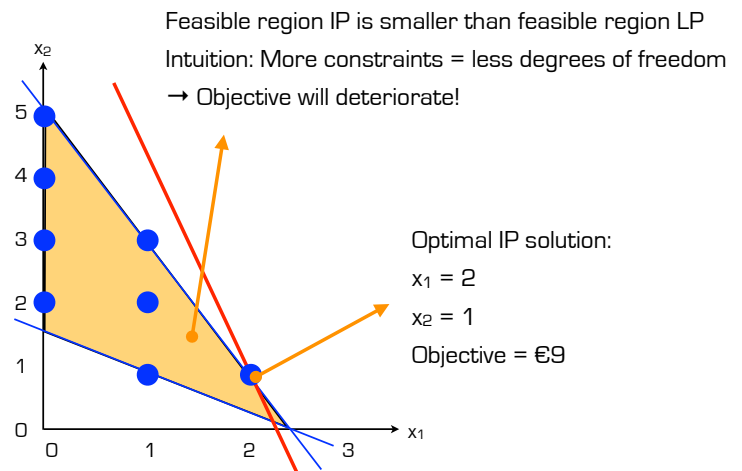 Feasible region IP is smaller than feasible region LP
Intuition: More constraints = less degrees of freedom
→ Objective will deteriorate!
x₂
5
4
3
2
1
0
Optimal IP solution:
x₁ = 2
x₂ = 1
Objective = €9
x₁
0 1 2 3